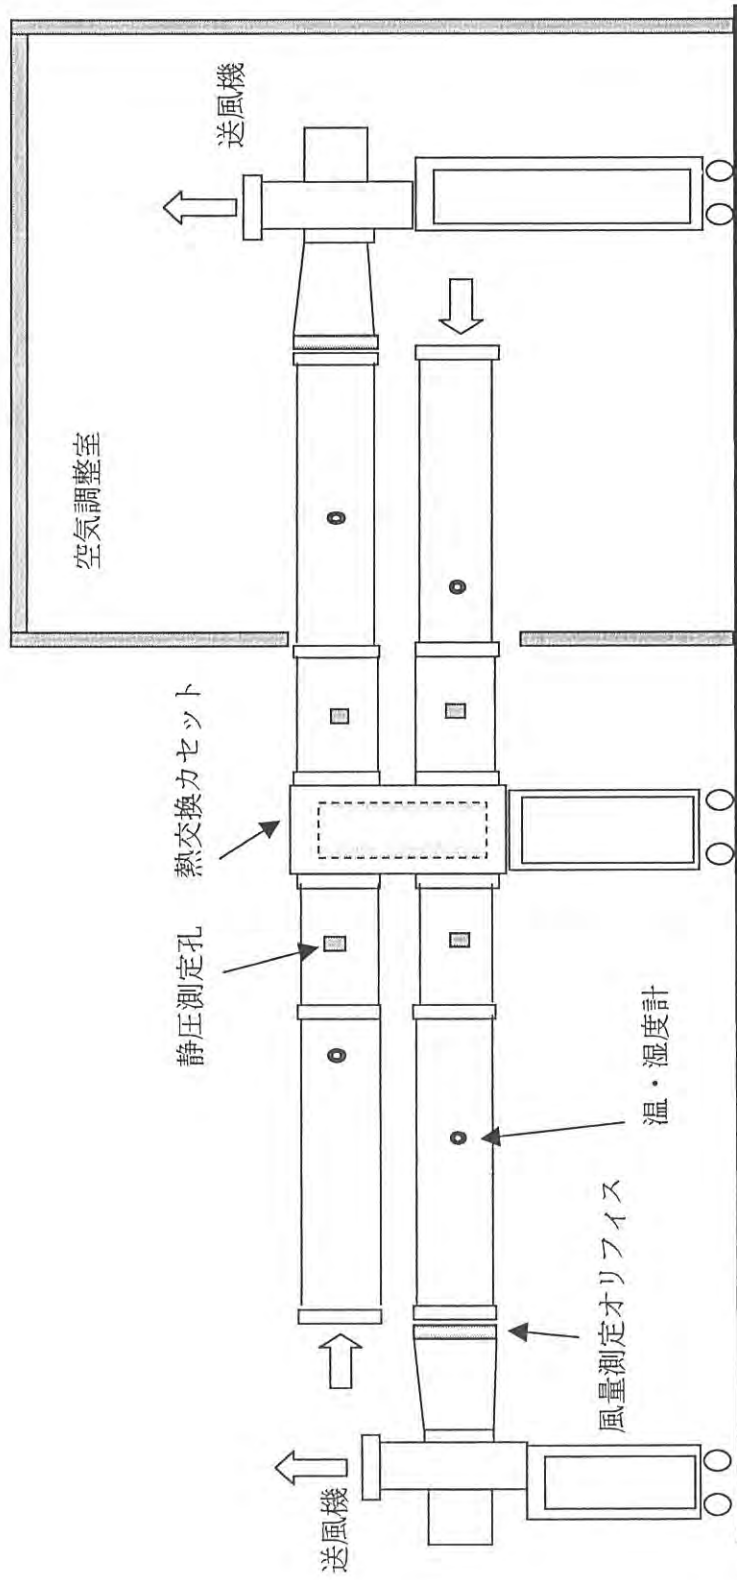 送風機
空気調整室
熱交換カセット
静圧測定孔
温・湿度計
風量測定オリフィス
送風機